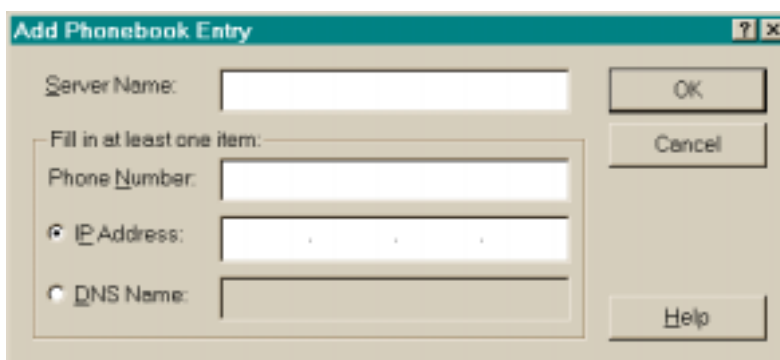 Add Phonebook Entry
Server Name:
OK
Fill in at least one item:
Cancel
Phone Number:
IP Address:
. . .
DNS Name:
Help